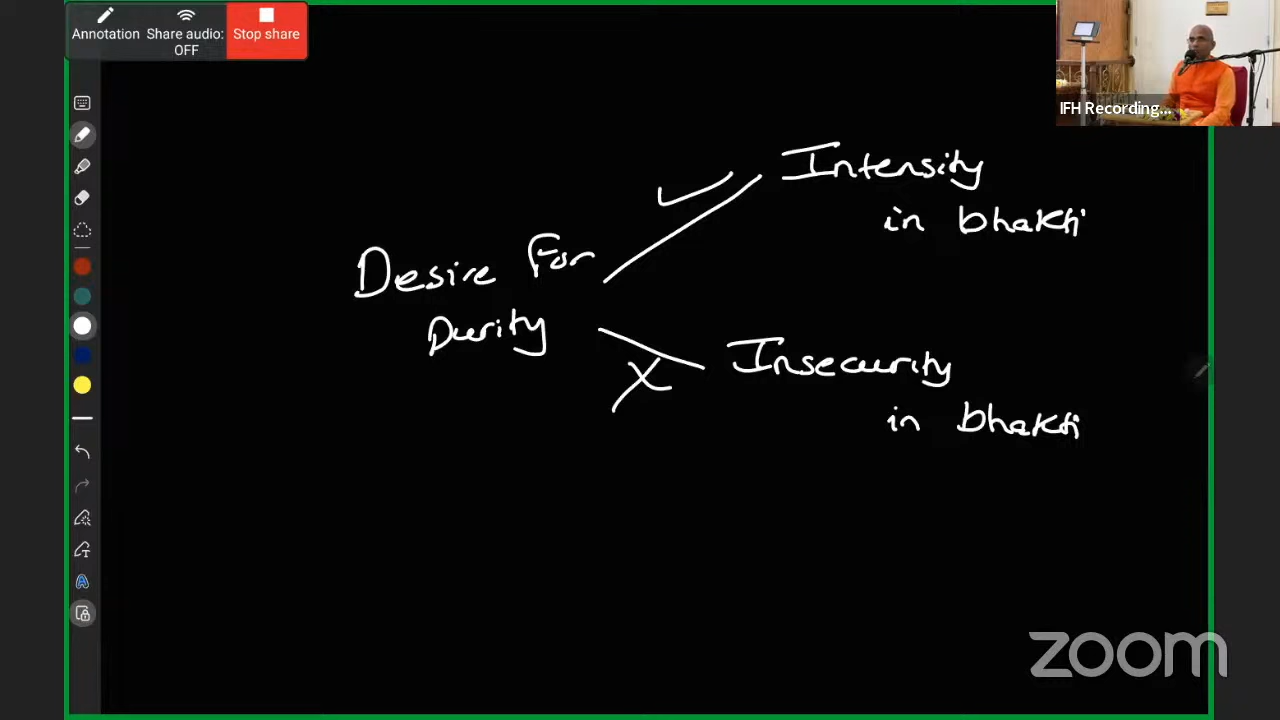 Annotation
Share audio:
OFF
Stop share
IFH Recording...
Intensity
in bhakti
Desire for
purity
Insecurity
in bhakti
zoom